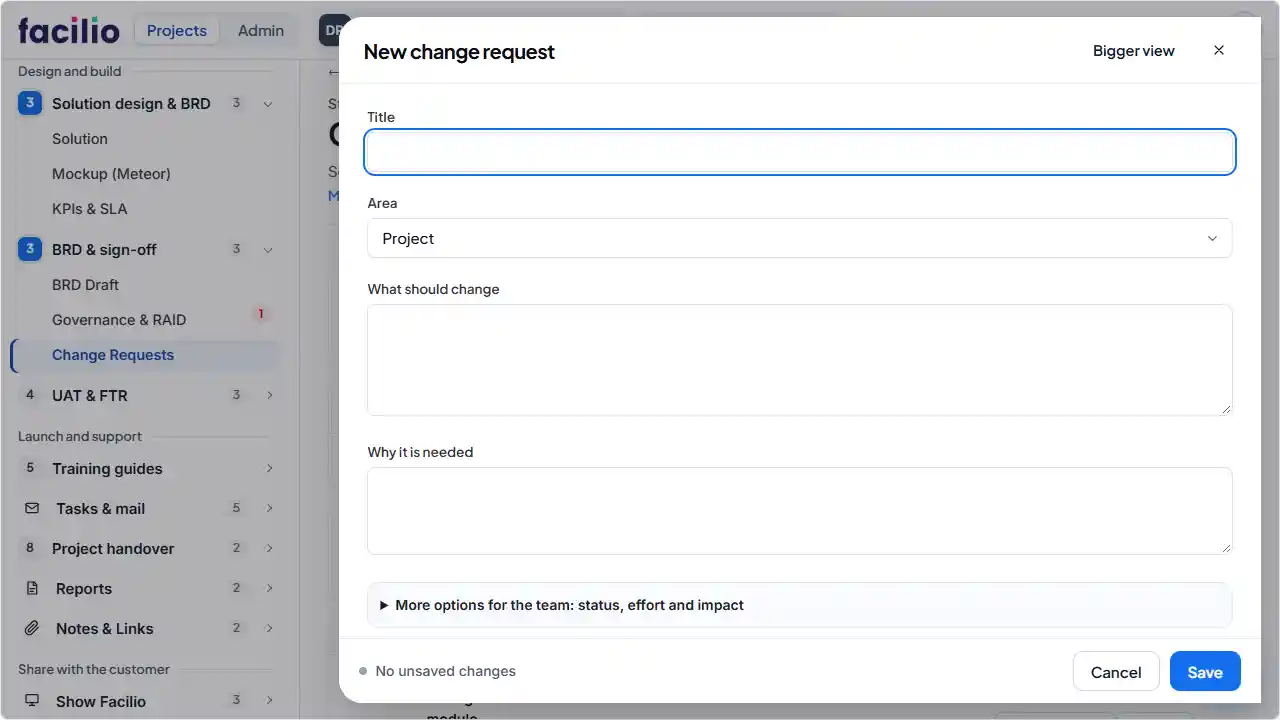 facilio
Projects
Admin
Design and build
3 Solution design & BRD 3
Solution
Mockup (Meteor)
KPIs & SLA
3 BRD & sign-off 3
BRD Draft
Governance & RAID 1
Change Requests
4 UAT & FTR 3
Launch and support
5 Training guides
Tasks & mail 5
8 Project handover 2
Reports 2
Notes & Links 2
Share with the customer
Show Facilio 3
New change request
Bigger view
Title
Area
Project
What should change
Why it is needed
More options for the team: status, effort and impact
No unsaved changes
Cancel
Save